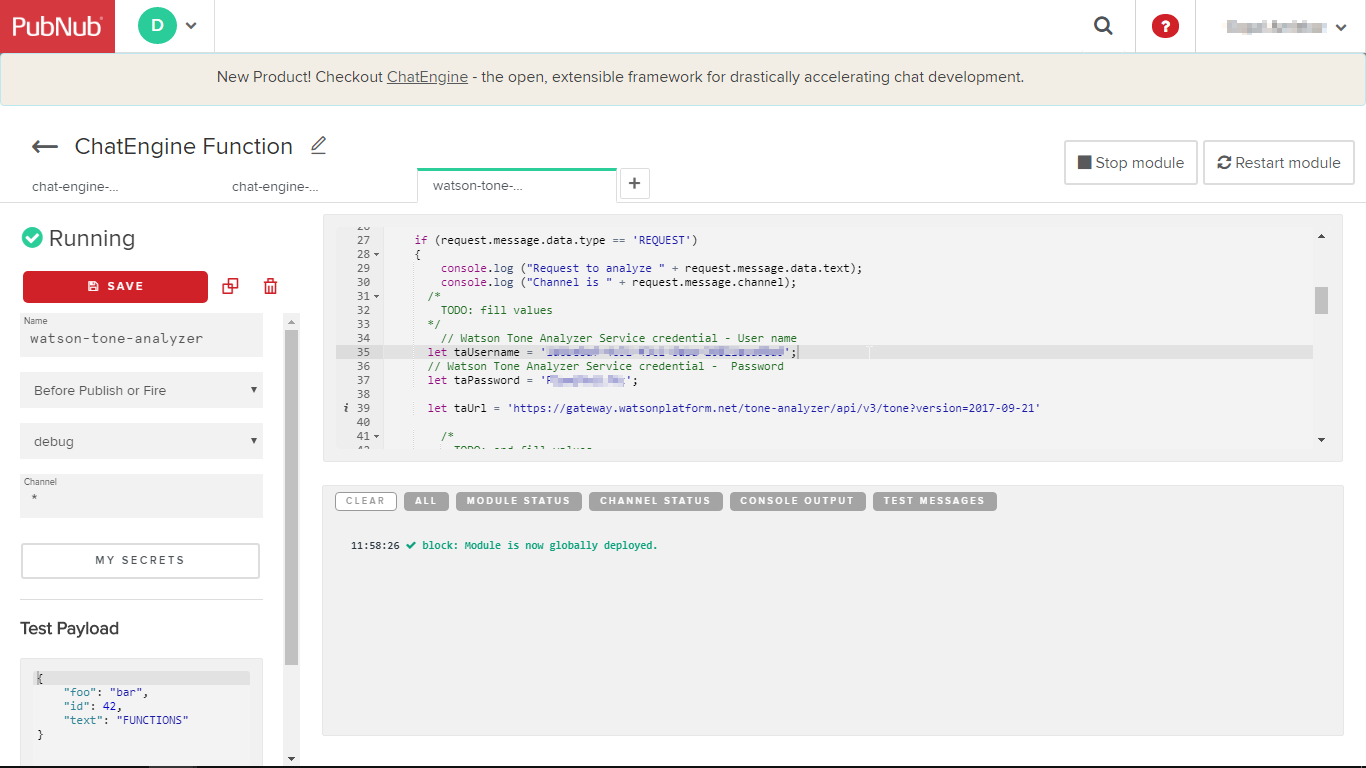 PubNub
D
?
New Product! Checkout ChatEngine - the open, extensible framework for drastically accelerating chat development.
ChatEngine Function
Stop module
Restart module
chat-engine-...
chat-engine-...
watson-tone-...
+
Running
SAVE
Name
watson-tone-analyzer
Before Publish or Fire
debug
Channel
*
MY SECRETS
Test Payload
{
"foo": "bar",
"id": 42,
"text": "FUNCTIONS"
}
26
27 if (request.message.data.type == 'REQUEST')
28 {
29 console.log ("Request to analyze " + request.message.data.text);
30 console.log ("Channel is " + request.message.channel);
31 /*
32 TODO: fill values
33 */
34 // Watson Tone Analyzer Service credential - User name
35 let taUsername = '';
36 // Watson Tone Analyzer Service credential - Password
37 let taPassword = '';
38
i 39 let taUrl = 'https://gateway.watsonplatform.net/tone-analyzer/api/v3/tone?version=2017-09-21'
40
41 /*
42 TODO: end fill values
CLEAR ALL MODULE STATUS CHANNEL STATUS CONSOLE OUTPUT TEST MESSAGES
11:58:26 block: Module is now globally deployed.